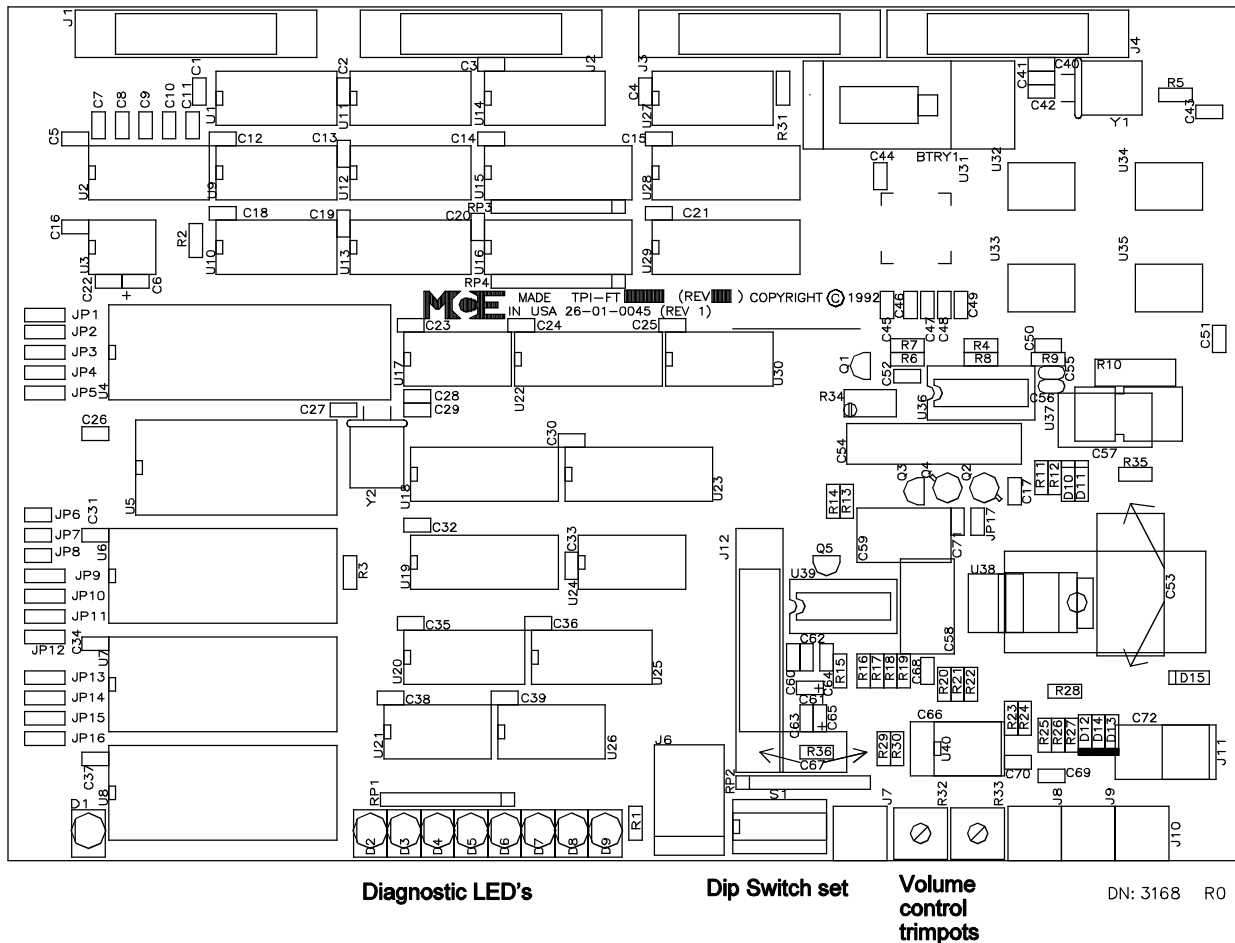 J1
J2
J3
J4
C1
C2
C3
C4
C41
C40
C42
R5
C43
Y1
C7
C8
C9
C10
C11
U1
U11
U14
U27
R31
BTRY1
C5
C12
C13
C14
C15
C44
U31
U32
U34
U2
U9
U12
U15
U28
RP3
C16
C18
C19
C20
C21
R2
U3
U10
U13
U16
U29
U33
U35
C22
C6
+
RP4
MCE MADE TPI-FT (REV ) COPYRIGHT © 1992
IN USA 26-01-0045 (REV 1)
C45
C46
C47
C48
C49
C51
JP1
JP2
JP3
JP4
JP5
U4
C23
C24
C25
U17
U22
U30
Q1
R7
R6
R4
R8
C50
R9
C55
C52
R10
C56
R34
U36
U37
C28
C29
C27
C26
Y2
U5
C30
U18
U23
C54
C57
R35
Q3
Q4
Q2
C17
R11
R12
D10
D11
R14
R13
C31
JP6
JP7
JP8
JP9
JP10
JP11
JP12
U6
R3
C32
C33
U19
U24
J12
Q5
C59
C71
JP17
U39
U38
C53
C58
C34
U7
JP13
JP14
JP15
JP16
C35
C36
U20
U25
C62
C60
C64
+
C61
R15
R16
R17
R18
R19
C68
R20
R21
R22
R28
D15
C38
C39
U21
U26
C63
C65
+
R36
C67
R29
R30
C66
U40
R23
R24
C70
C69
R25
R26
R27
D12
D14
D13
C72
J11
C37
U8
D1
RP1
D2
D3
D4
D5
D6
D7
D8
D9
R1
J6
RP2
S1
J7
R32
R33
J8
J9
J10
Diagnostic LED's
Dip Switch set
Volume
control
trimpots
DN: 3168 R0